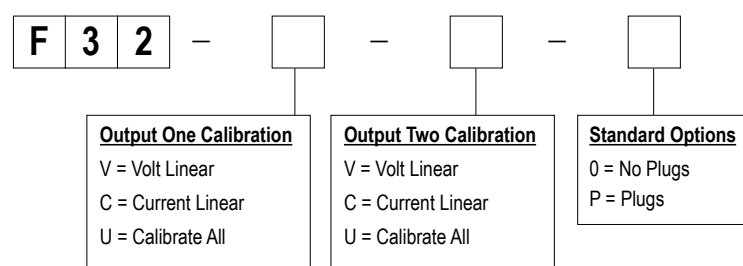 F 3 2 – – –
Output One Calibration
V = Volt Linear
C = Current Linear
U = Calibrate All
Output Two Calibration
V = Volt Linear
C = Current Linear
U = Calibrate All
Standard Options
0 = No Plugs
P = Plugs